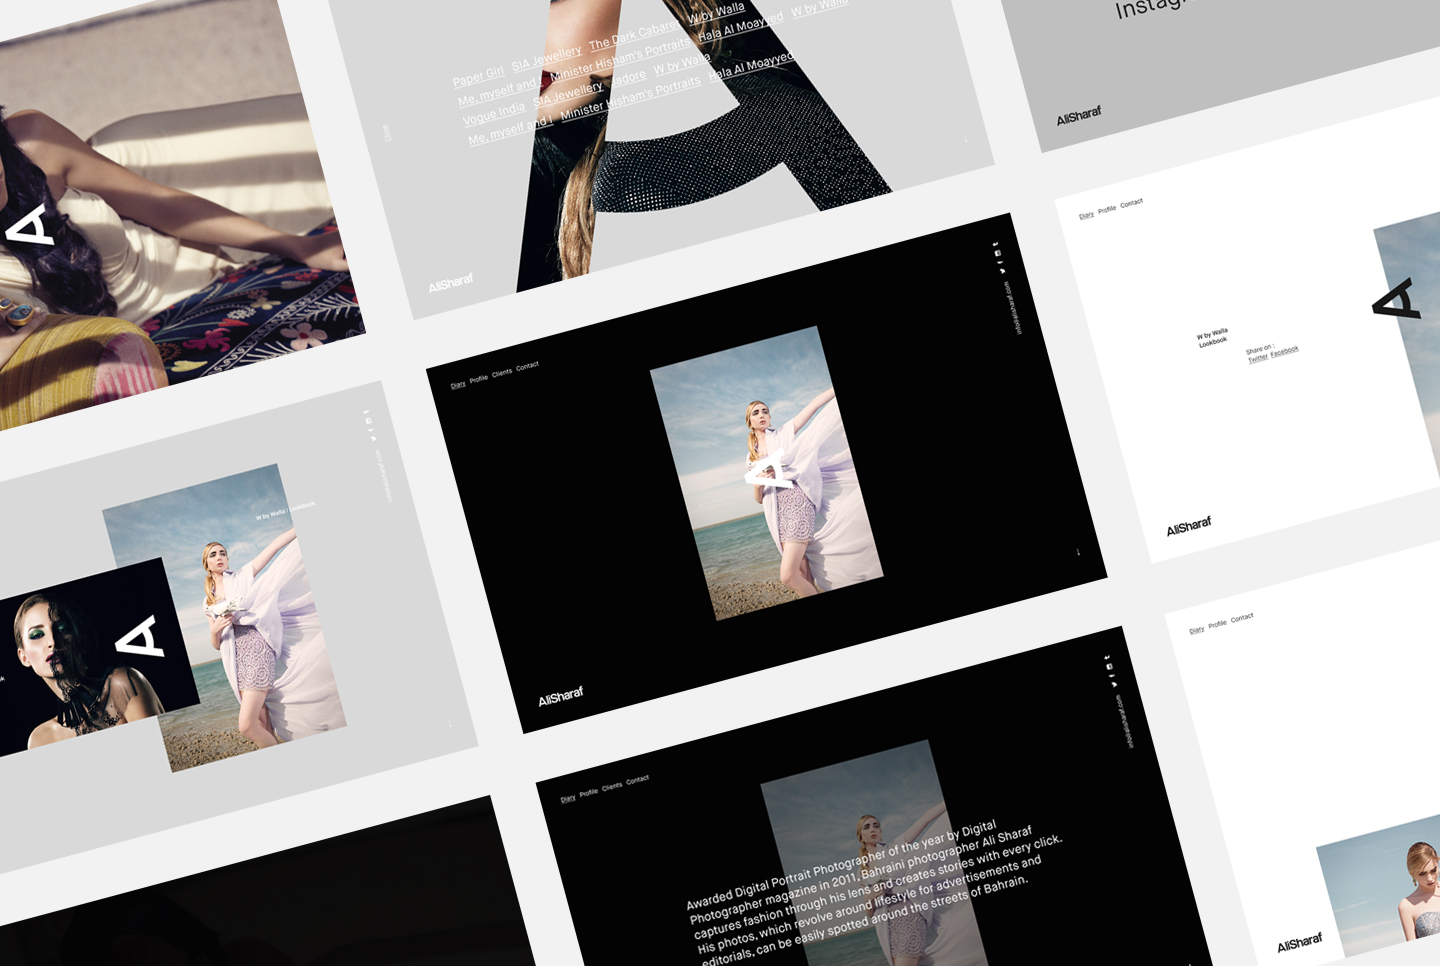 A
Paper Girl SIA Jewellery The Dark Cabaret W by Walla
Me, myself and I Minister Hisham's Portraits Hala Al Moayyed W by Walla
Vogue India SIA Jewellery Jadore W by Walla
Me, myself and I Minister Hisham's Portraits Hala Al Moayyed
AliSharaf
AliSharaf
Diary Profile Contact
W by Walla
Lookbook
Share on :
Twitter Facebook
A
AliSharaf
Diary Profile Clients Contact
info@alisharaf.com
A
AliSharaf
W by Walla / Lookbook
A
Diary Profile Clients Contact
info@alisharaf.com
Awarded Digital Portrait Photographer of the year by Digital
Photographer magazine in 2011, Bahraini photographer Ali Sharaf
captures fashion through his lens and creates stories with every click.
His photos, which revolve around lifestyle for advertisements and
editorials, can be easily spotted around the streets of Bahrain.
Diary Profile Contact
AliSharaf